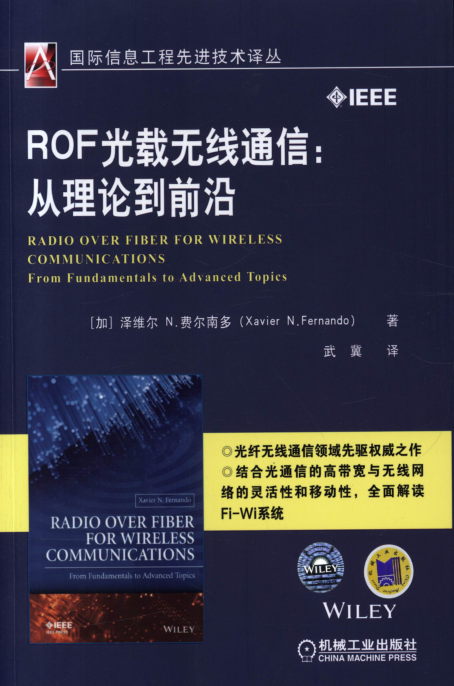 国际信息工程先进技术译丛
IEEE
ROF光载无线通信：
从理论到前沿
RADIO OVER FIBER FOR WIRELESS
COMMUNICATIONS
From Fundamentals to Advanced Topics
[加] 泽维尔 N.费尔南多 (Xavier N.Fernando) 著
武 冀 译
Xavier N. Fernando
RADIO OVER FIBER
FOR WIRELESS
COMMUNICATIONS
From Fundamentals to Advanced Topics
IEEE
IEEE PRESS
WILEY
◎光纤无线通信领域先驱权威之作
◎结合光通信的高带宽与无线网
络的灵活性和移动性，全面解读
Fi-Wi系统
WILEY
WILEY
机械工业出版社
CHINA MACHINE PRESS